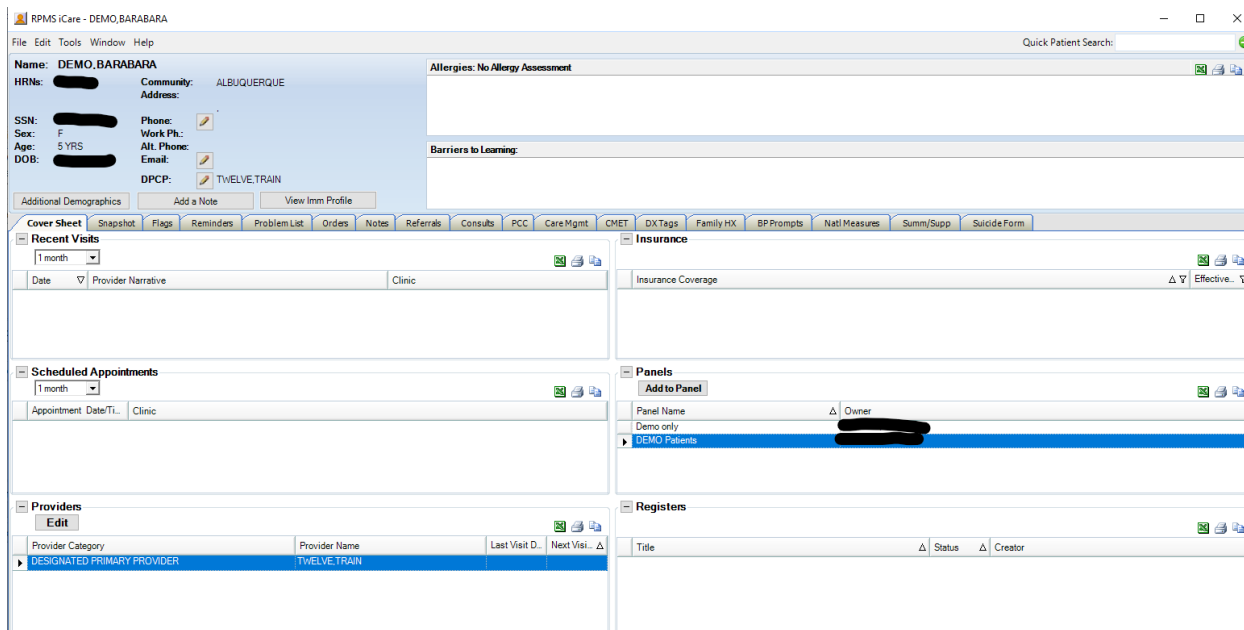 RPMS iCare - DEMO,BARABARA
File Edit Tools Window Help
Quick Patient Search:
Name: DEMO,BARABARA
HRNs:
Community: ALBUQUERQUE
Address:
.
SSN:
Phone:
Sex: F
Work Ph.:
Age: 5 YRS
Alt. Phone:
DOB:
Email:
DPCP: TWELVE,TRAIN
Additional Demographics Add a Note View Imm Profile
Allergies: No Allergy Assessment
Barriers to Learning:
Cover Sheet Snapshot Flags Reminders Problem List Orders Notes Referrals Consults PCC Care Mgmt CMET DX Tags Family HX BP Prompts Natl Measures Summ/Supp Suicide Form
Recent Visits
1 month
Date Provider Narrative Clinic
Insurance
Insurance Coverage Effective...
Scheduled Appointments
1 month
Appointment Date/Ti... Clinic
Panels
Add to Panel
Panel Name Owner
Demo only
DEMO Patients
Providers
Edit
Provider Category Provider Name Last Visit D... Next Visi...
DESIGNATED PRIMARY PROVIDER TWELVE,TRAIN
Registers
Title Status Creator